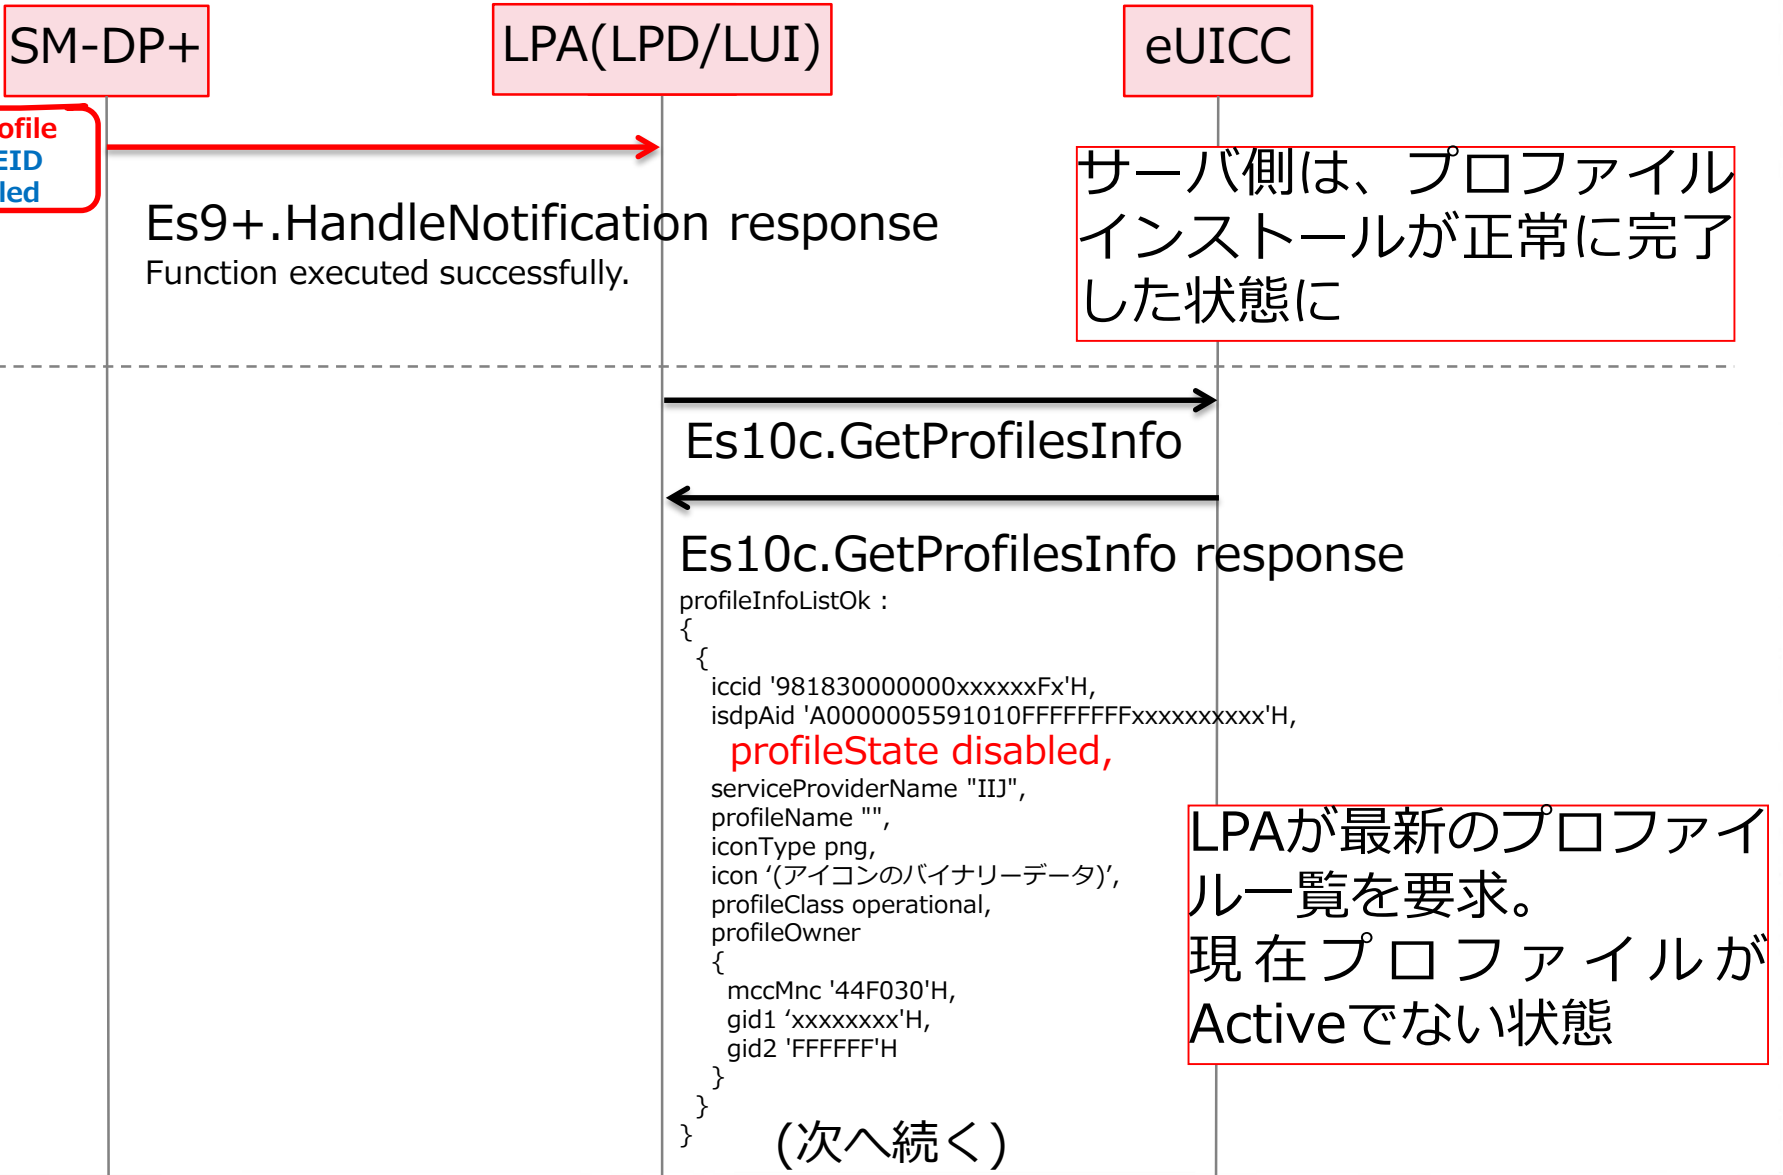 SM-DP+
LPA(LPD/LUI)
eUICC
ofile
EID
led
Es9+.HandleNotification response
Function executed successfully.
サーバ側は、プロファイル
インストールが正常に完了
した状態に
Es10c.GetProfilesInfo
Es10c.GetProfilesInfo response
profileInfoListOk :
{
{
iccid '981830000000xxxxxxFx'H,
isdpAid 'A0000005591010FFFFFFFFxxxxxxxxxx'H,
profileState disabled,
serviceProviderName "IIJ",
profileName "",
iconType png,
icon ‘(アイコンのバイナリーデータ)’,
profileClass operational,
profileOwner
{
mccMnc '44F030'H,
gid1 ‘xxxxxxxx'H,
gid2 'FFFFFF'H
}
}
}
LPAが最新のプロファイ
ル一覧を要求。
現在プロファイルが
Activeでない状態
(次へ続く)